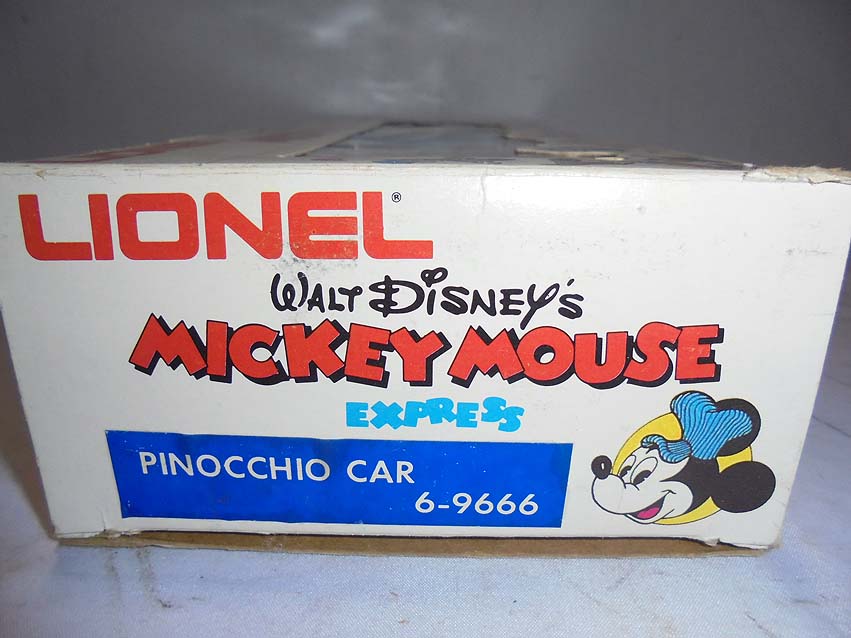 LIONEL®
WALT DISNEY'S
MICKEY MOUSE
EXPRESS
PINOCCHIO CAR
6-9666